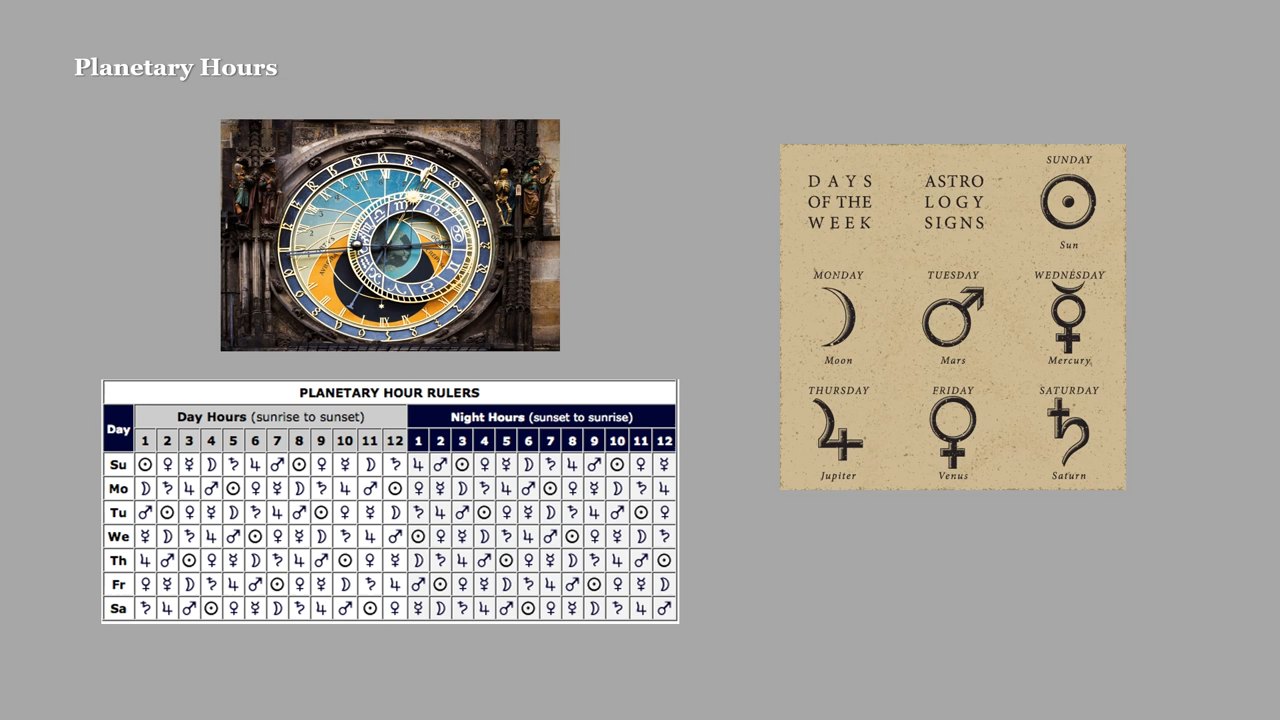 Planetary Hours
PLANETARY HOUR RULERS
Day Day Hours (sunrise to sunset) Night Hours (sunset to sunrise)
1 2 3 4 5 6 7 8 9 10 11 12 1 2 3 4 5 6 7 8 9 10 11 12
Su ☉ ♀ ☿ ☽ ♄ ♃ ♂ ☉ ♀ ☿ ☽ ♄ ♃ ♂ ☉ ♀ ☿ ☽ ♄ ♃ ♂ ☉ ♀ ☿
Mo ☽ ♄ ♃ ♂ ☉ ♀ ☿ ☽ ♄ ♃ ♂ ☉ ♀ ☿ ☽ ♄ ♃ ♂ ☉ ♀ ☿ ☽ ♄ ♃
Tu ♂ ☉ ♀ ☿ ☽ ♄ ♃ ♂ ☉ ♀ ☿ ☽ ♄ ♃ ♂ ☉ ♀ ☿ ☽ ♄ ♃ ♂ ☉ ♀
We ☿ ☽ ♄ ♃ ♂ ☉ ♀ ☿ ☽ ♄ ♃ ♂ ☉ ♀ ☿ ☽ ♄ ♃ ♂ ☉ ♀ ☿ ☽ ♄
Th ♃ ♂ ☉ ♀ ☿ ☽ ♄ ♃ ♂ ☉ ♀ ☿ ☽ ♄ ♃ ♂ ☉ ♀ ☿ ☽ ♄ ♃ ♂ ☉
Fr ♀ ☿ ☽ ♄ ♃ ♂ ☉ ♀ ☿ ☽ ♄ ♃ ♂ ☉ ♀ ☿ ☽ ♄ ♃ ♂ ☉ ♀ ☿ ☽
Sa ♄ ♃ ♂ ☉ ♀ ☿ ☽ ♄ ♃ ♂ ☉ ♀ ☿ ☽ ♄ ♃ ♂ ☉ ♀ ☿ ☽ ♄ ♃ ♂
DAYS
OF THE
WEEK
ASTRO
LOGY
SIGNS
SUNDAY
Sun
MONDAY
Moon
TUESDAY
Mars
WEDNESDAY
Mercury
THURSDAY
Jupiter
FRIDAY
Venus
SATURDAY
Saturn